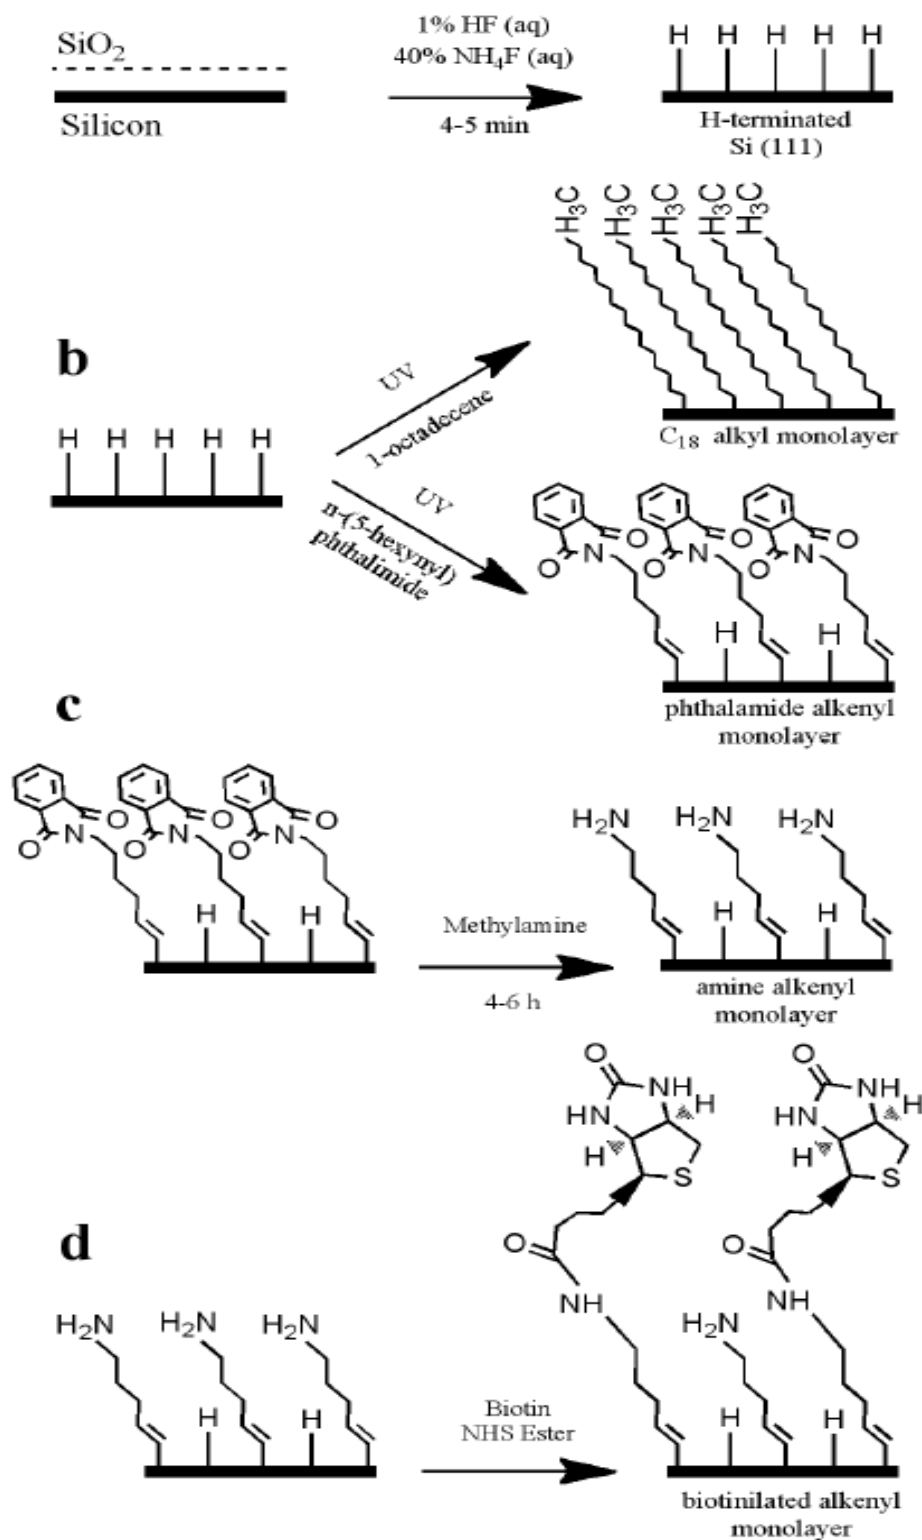 SiO2
Silicon
1% HF (aq)
40% NH4F (aq)
4-5 min
H H H H H
H-terminated
Si (111)
b
H H H H H
UV
1-octadecene
H3C H3C H3C H3C H3C
C18 alkyl monolayer
UV
n-(5-hexynyl)
phthalimide
O O O
N N N
O O O
H H
phthalamide alkenyl
monolayer
c
O O O
N N N
O O O
H H
Methylamine
4-6 h
H2N H2N H2N
H H
amine alkenyl
monolayer
d
H2N H2N H2N
H H
Biotin
NHS Ester
O O
NH NH
HN H HN H
H H
S S
O O
NH NH
H2N
H H
biotinilated alkenyl
monolayer